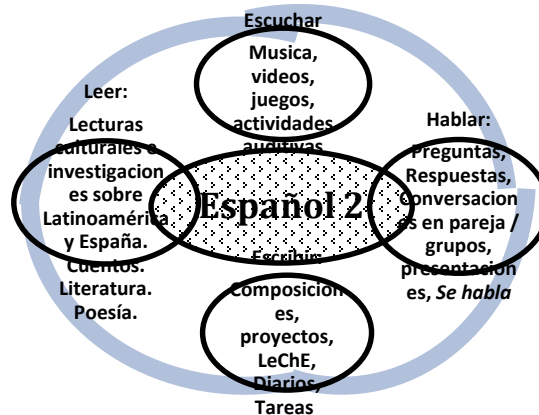 Escuchar
Musica,
videos,
juegos,
actividades
auditivas
Leer:
Lecturas
culturales e
investigacion
es sobre
Latinoamérica
y España.
Cuentos.
Literatura.
Poesía.
Español 2
Hablar:
Preguntas,
Respuestas,
Conversacion
es en pareja /
grupos,
presentacion
es, Se habla
Escribir:
Composicion
es,
proyectos,
LeChE,
Diarios,
Tareas